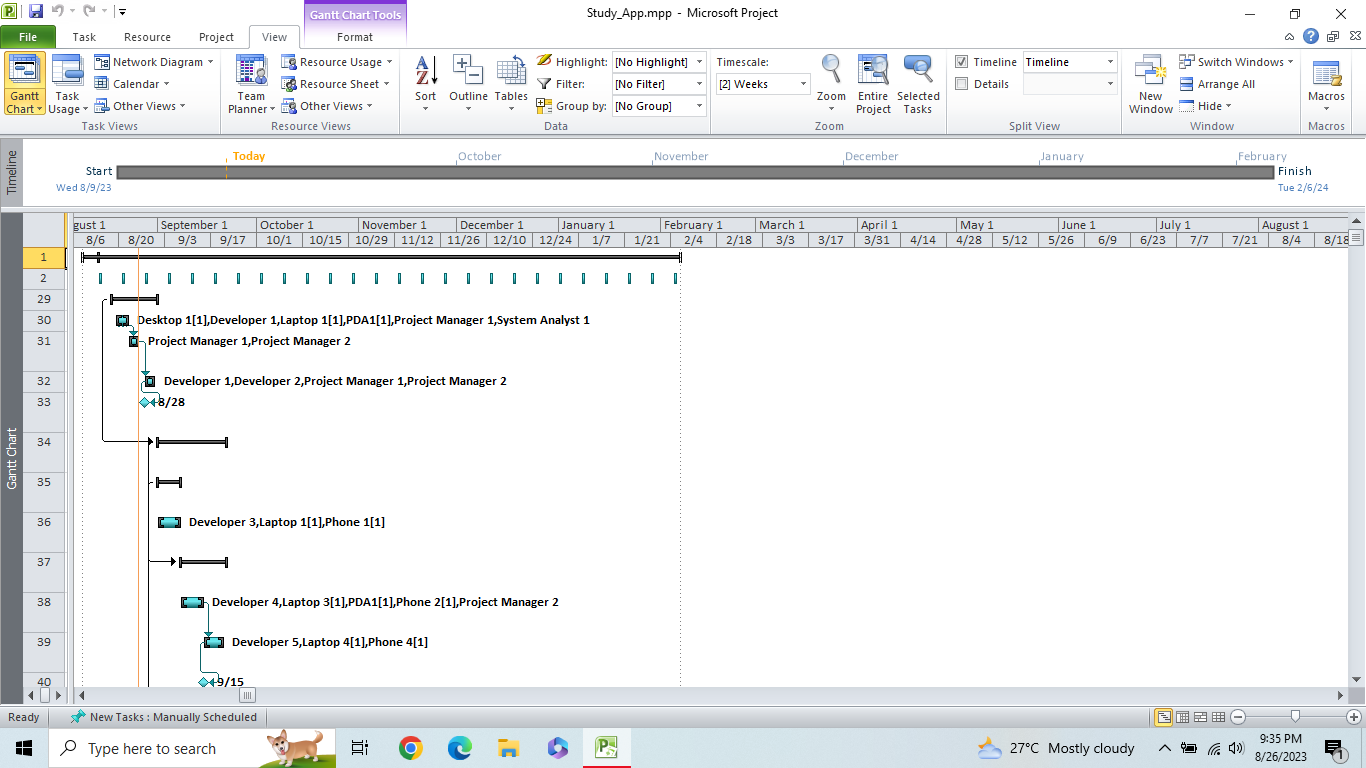 Study_App.mpp - Microsoft Project
Gantt Chart Tools
File Task Resource Project View Format
Gantt Chart
Task Usage
Network Diagram
Calendar
Other Views
Task Views
Team Planner
Resource Usage
Resource Sheet
Other Views
Resource Views
Sort
Outline
Tables
Highlight: [No Highlight]
Filter: [No Filter]
Group by: [No Group]
Data
Timescale:
[2] Weeks
Zoom
Entire Project
Selected Tasks
Zoom
Timeline Timeline
Details
Split View
New Window
Switch Windows
Arrange All
Hide
Window
Macros
Macros
Timeline
Today October November December January February
Start Finish
Wed 8/9/23 Tue 2/6/24
gust 1 September 1 October 1 November 1 December 1 January 1 February 1 March 1 April 1 May 1 June 1 July 1 August 1
8/6 8/20 9/3 9/17 10/1 10/15 10/29 11/12 11/26 12/10 12/24 1/7 1/21 2/4 2/18 3/3 3/17 3/31 4/14 4/28 5/12 5/26 6/9 6/23 7/7 7/21 8/4 8/18
Gantt Chart
1
2
29
30 Desktop 1[1],Developer 1,Laptop 1[1],PDA1[1],Project Manager 1,System Analyst 1
31 Project Manager 1,Project Manager 2
32 Developer 1,Developer 2,Project Manager 1,Project Manager 2
33 8/28
34
35
36 Developer 3,Laptop 1[1],Phone 1[1]
37
38 Developer 4,Laptop 3[1],PDA1[1],Phone 2[1],Project Manager 2
39 Developer 5,Laptop 4[1],Phone 4[1]
40 9/15
Ready New Tasks : Manually Scheduled
Type here to search
27°C Mostly cloudy
9:35 PM
8/26/2023
1